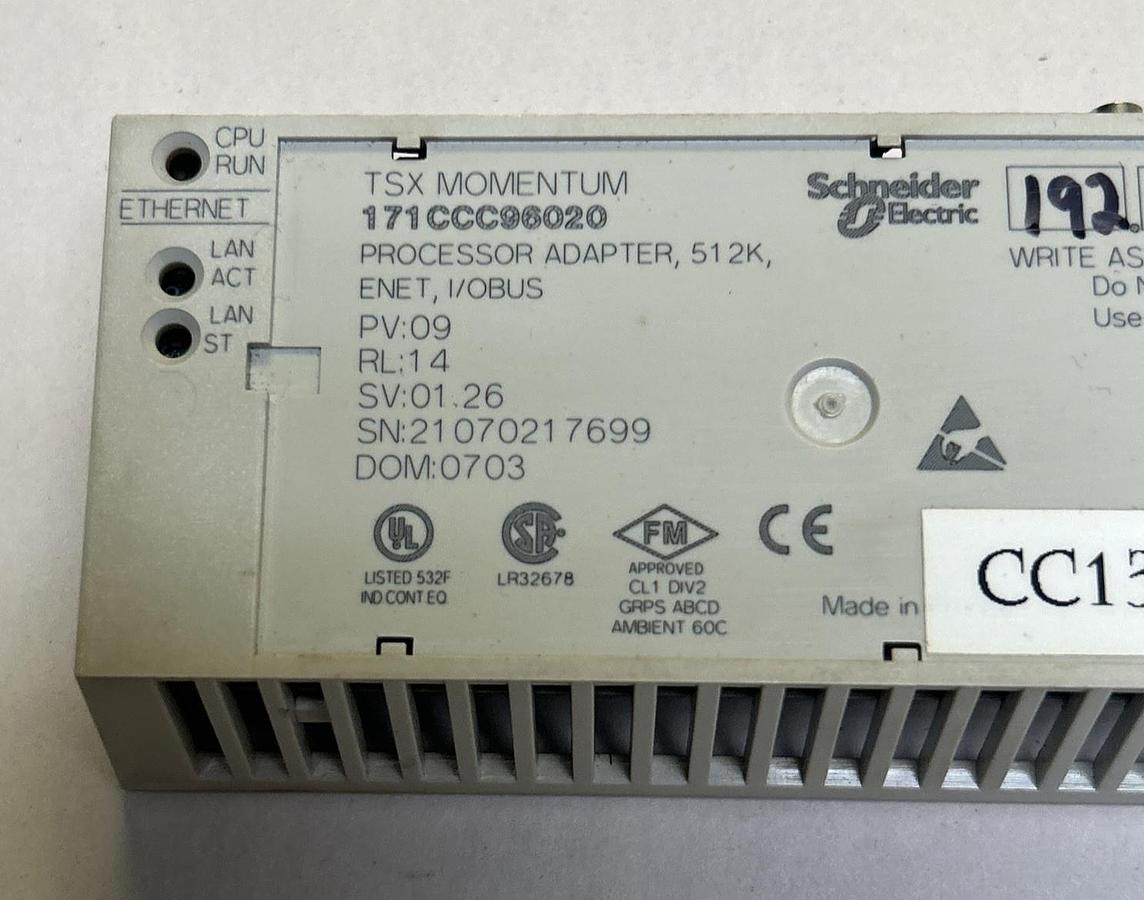 CPU
RUN
ETHERNET
LAN
ACT
LAN
ST
TSX MOMENTUM
171CCC96020
PROCESSOR ADAPTER, 512K,
ENET, I/OBUS
PV:09
RL:14
SV:01.26
SN:21070217699
DOM:0703
Schneider
Electric
192.
WRITE AS
Do
Use
UL
LISTED 532F
IND CONT EQ
SA
LR32678
FM
APPROVED
CL1 DIV2
GRPS ABCD
AMBIENT 60C
CE
Made in
CC13